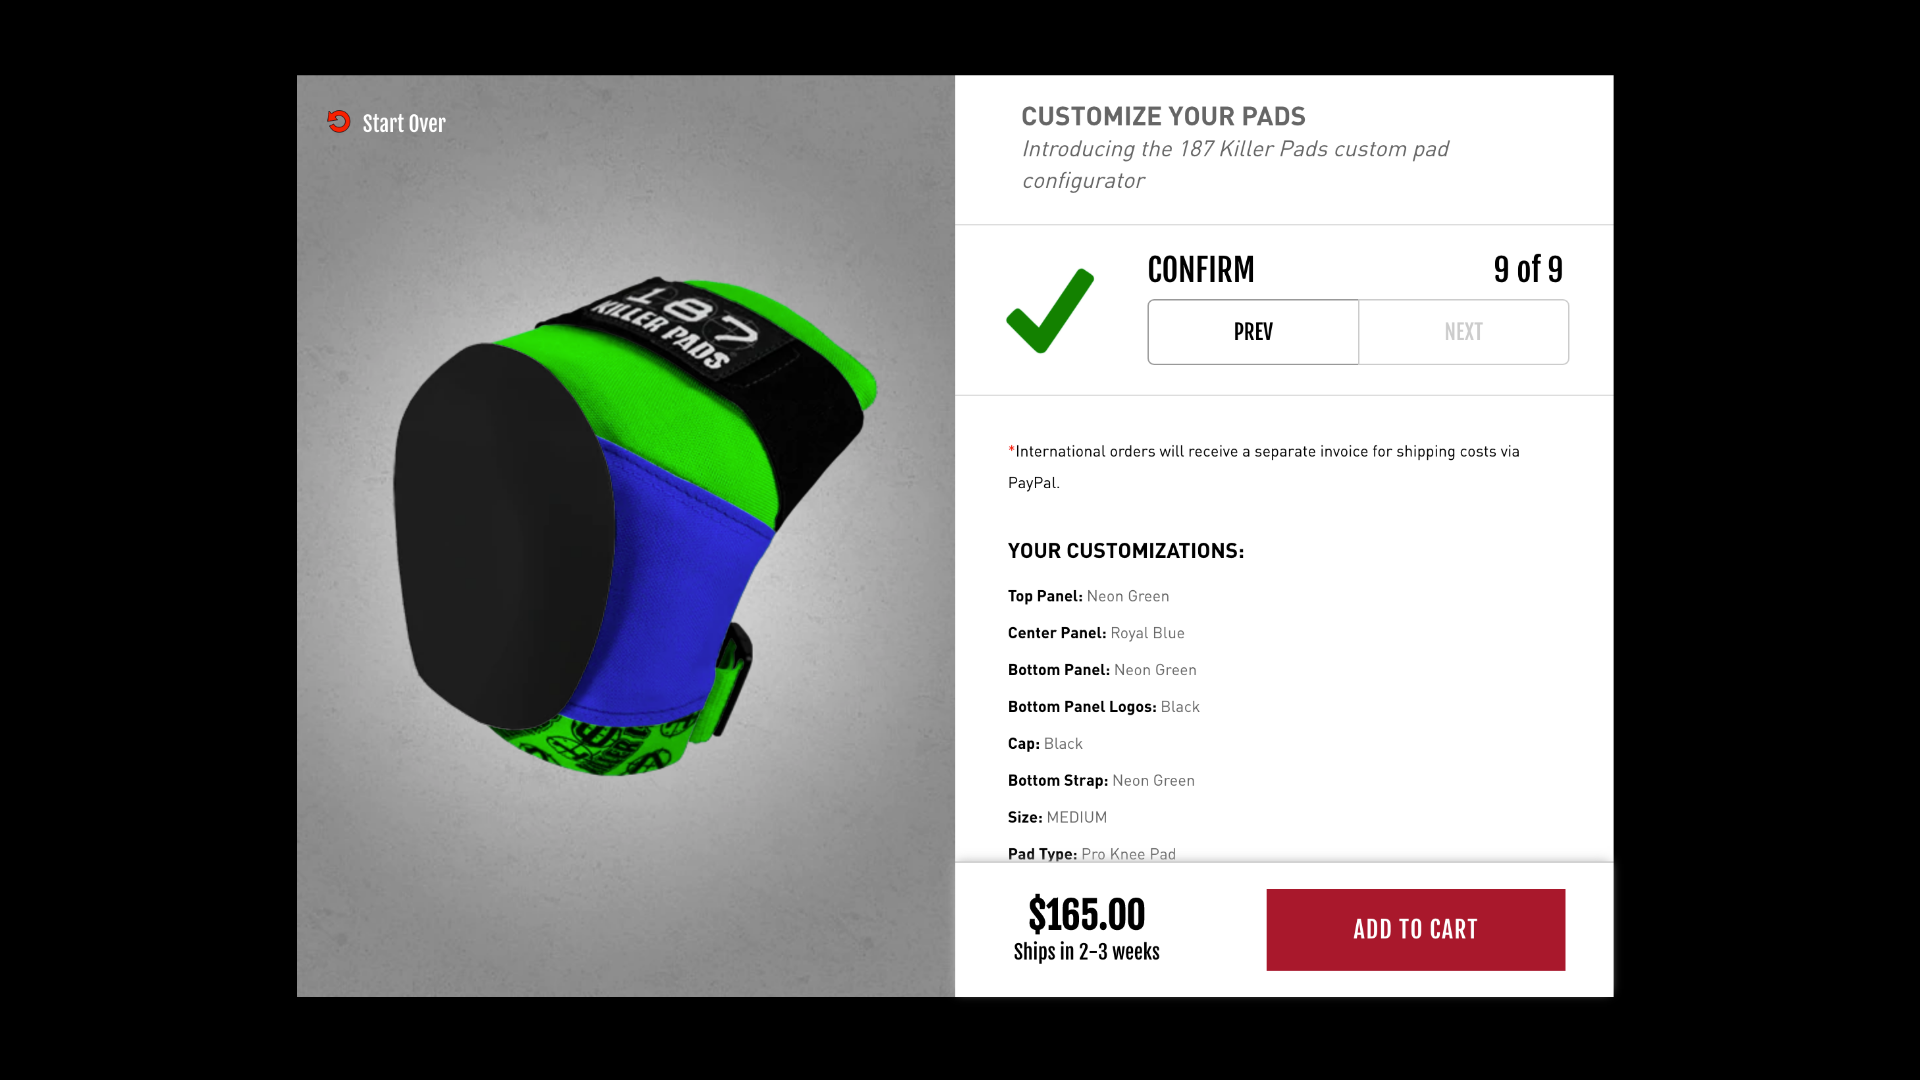 Start Over
187
KILLER PADS
CUSTOMIZE YOUR PADS
Introducing the 187 Killer Pads custom pad
configurator
CONFIRM
9 of 9
PREV
NEXT
*International orders will receive a separate invoice for shipping costs via
PayPal.
YOUR CUSTOMIZATIONS:
Top Panel: Neon Green
Center Panel: Royal Blue
Bottom Panel: Neon Green
Bottom Panel Logos: Black
Cap: Black
Bottom Strap: Neon Green
Size: MEDIUM
Pad Type: Pro Knee Pad
$165.00
Ships in 2-3 weeks
ADD TO CART